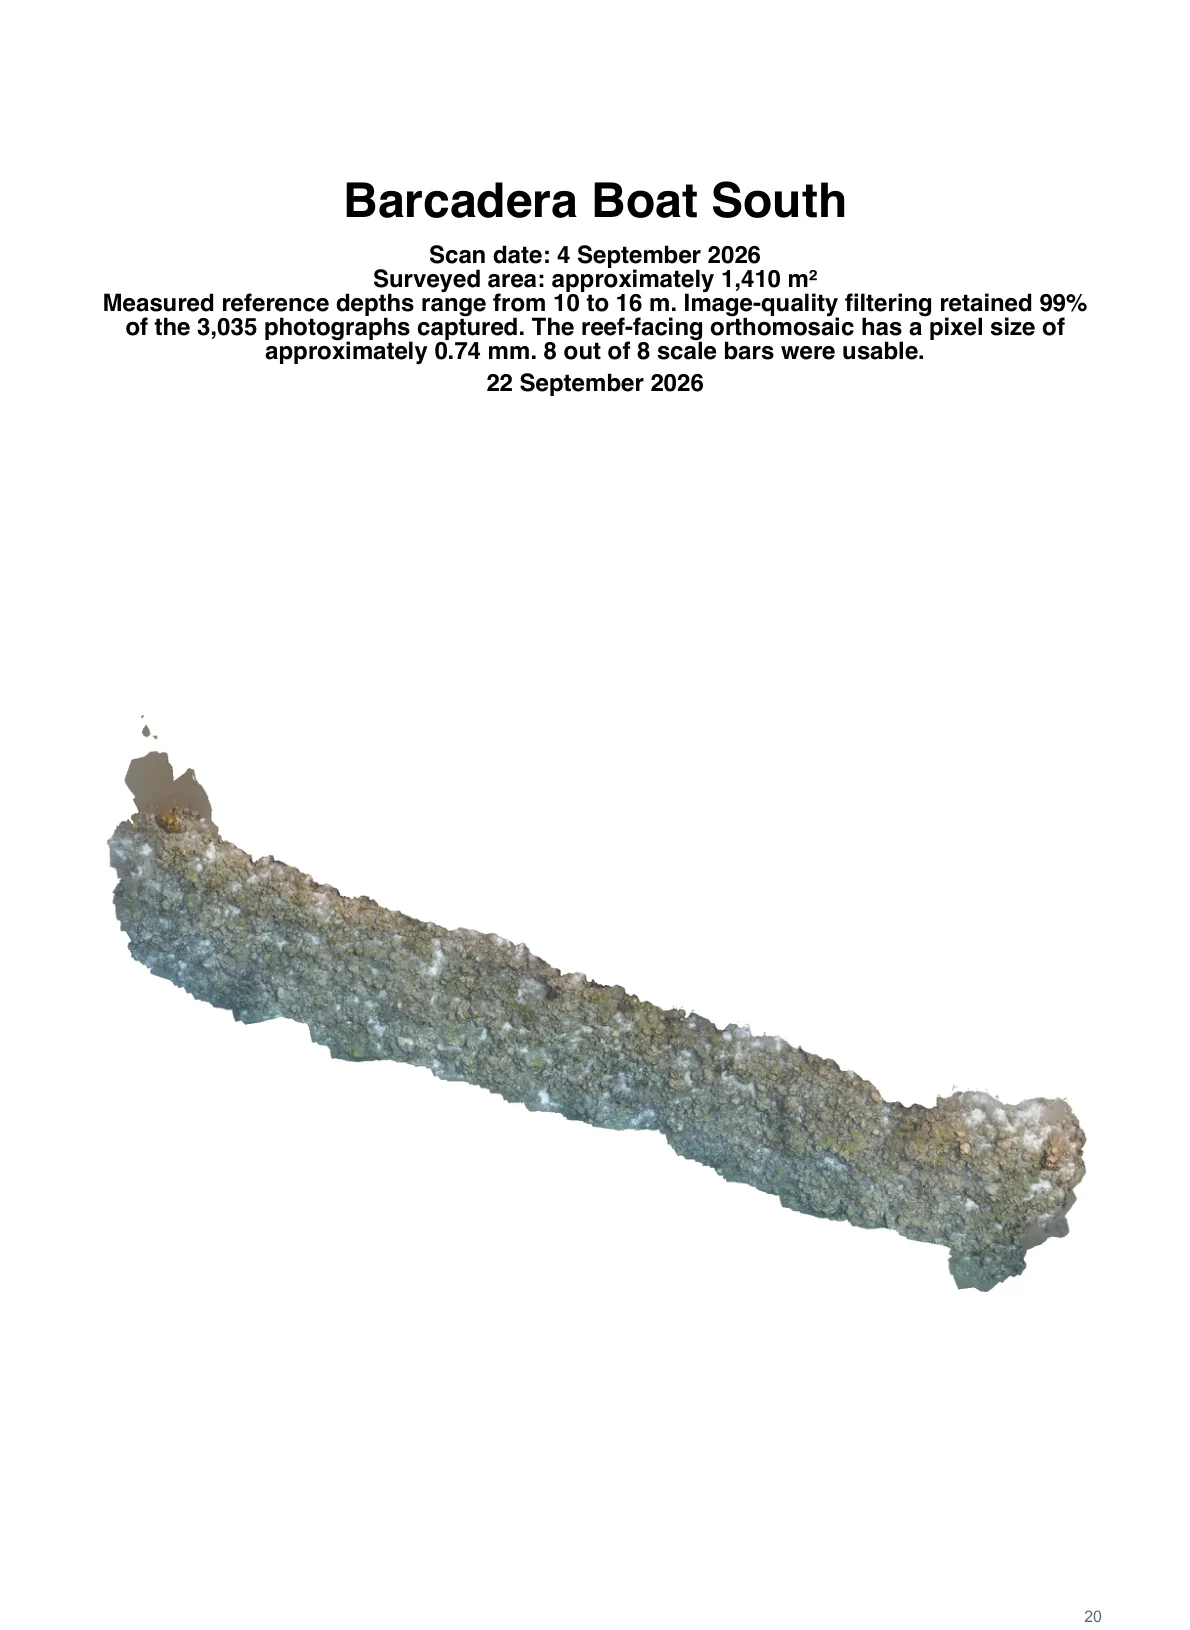 Barcadera Boat South
Scan date: 4 September 2026
Surveyed area: approximately 1,410 m²
Measured reference depths range from 10 to 16 m. Image-quality filtering retained 99%
of the 3,035 photographs captured. The reef-facing orthomosaic has a pixel size of
approximately 0.74 mm. 8 out of 8 scale bars were usable.
22 September 2026
20